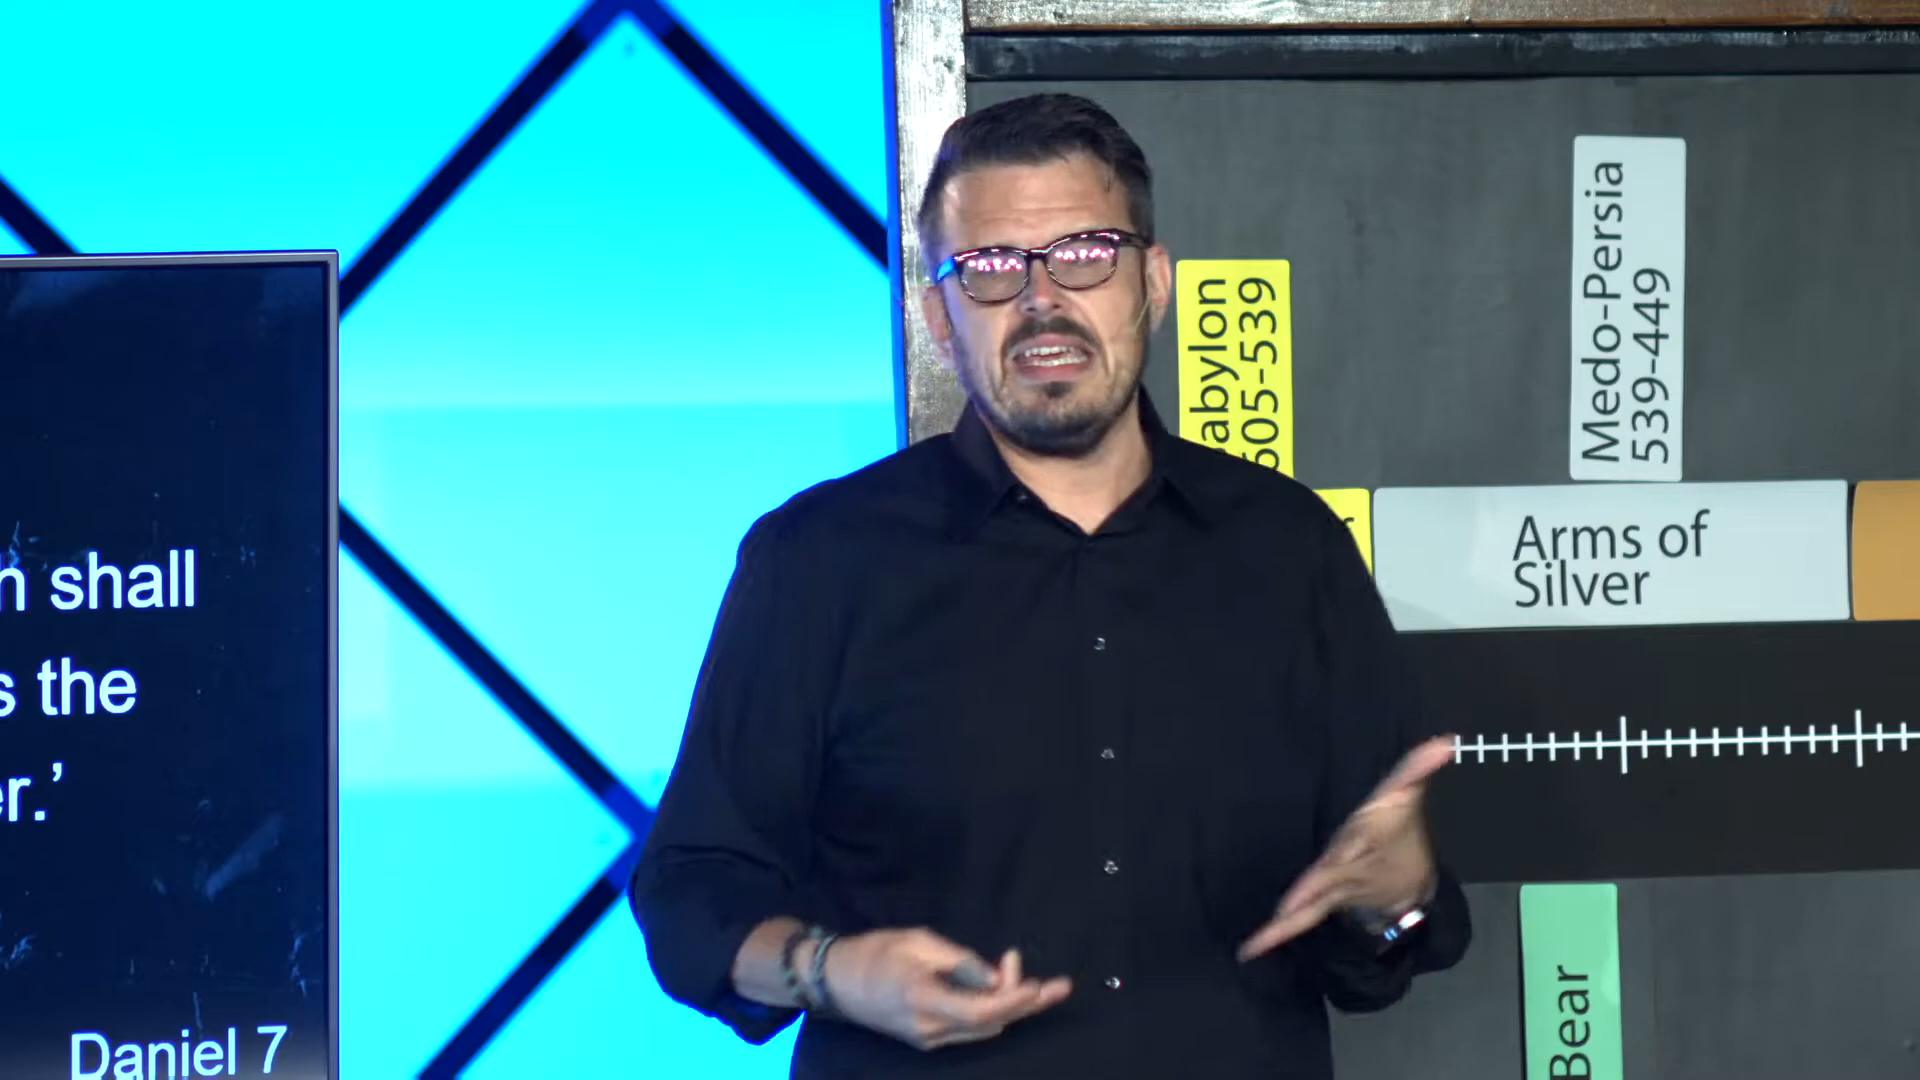 shall
the
er.’
Daniel 7
abylon
605-539
Medo-Persia
539-449
Arms of
Silver
Bear